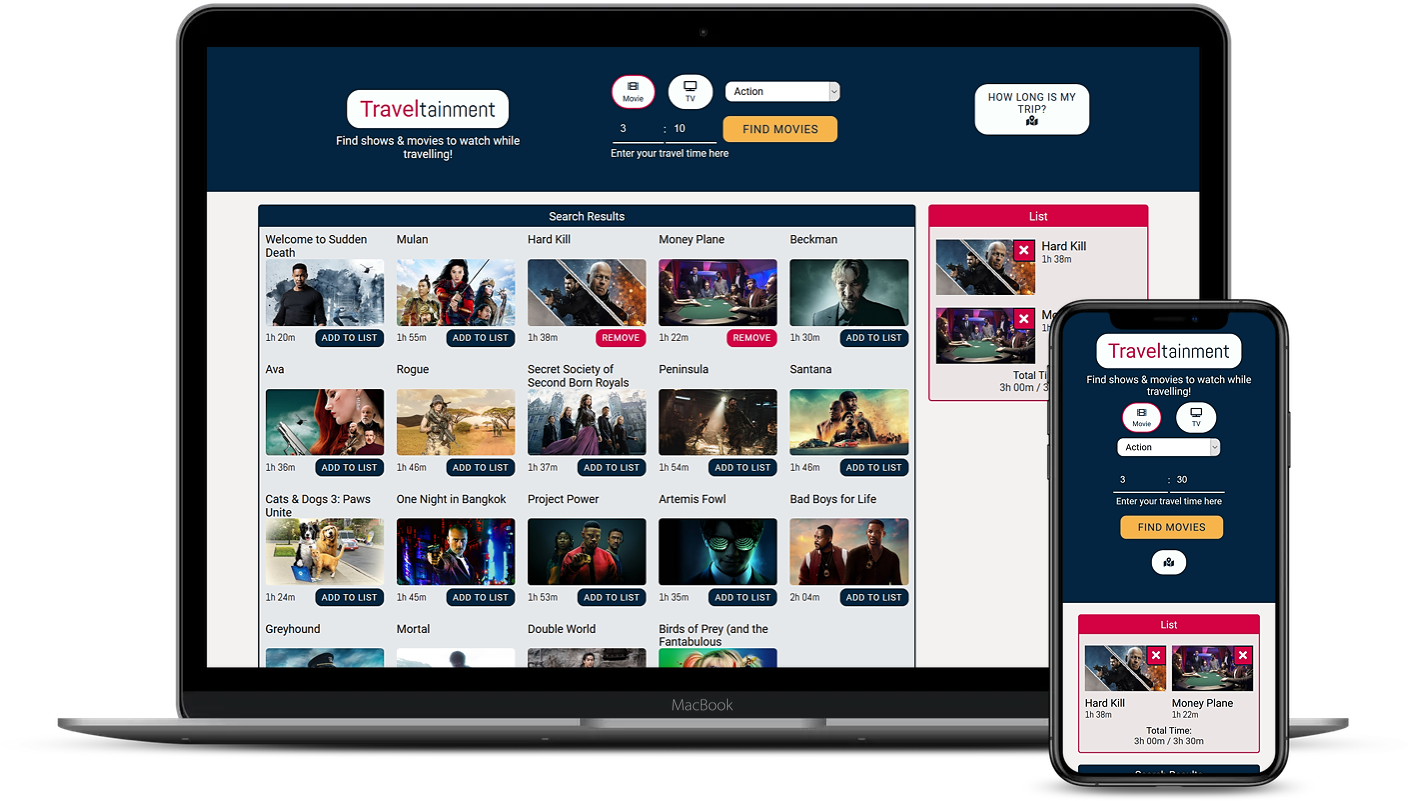 Traveltainment
Find shows & movies to watch while
travelling!
Movie
TV
Action
3 : 10
FIND MOVIES
Enter your travel time here
HOW LONG IS MY
TRIP?
Search Results
Welcome to Sudden
Death
Mulan
Hard Kill
Money Plane
Beckman
1h 20m ADD TO LIST
1h 55m ADD TO LIST
1h 38m REMOVE
1h 22m REMOVE
1h 30m ADD TO LIST
Ava
Rogue
Secret Society of
Second Born Royals
Peninsula
Santana
1h 36m ADD TO LIST
1h 46m ADD TO LIST
1h 37m ADD TO LIST
1h 54m ADD TO LIST
1h 46m ADD TO LIST
Cats & Dogs 3: Paws
Unite
One Night in Bangkok
Project Power
Artemis Fowl
Bad Boys for Life
1h 24m ADD TO LIST
1h 45m ADD TO LIST
1h 53m ADD TO LIST
1h 35m ADD TO LIST
2h 04m ADD TO LIST
Greyhound
Mortal
Double World
Birds of Prey (and the
Fantabulous
List
Hard Kill
1h 38m
Mo
1h
Total Ti
3h 00m / 3
MacBook
Traveltainment
Find shows & movies to watch while
travelling!
Movie
TV
Action
3 : 30
Enter your travel time here
FIND MOVIES
List
Hard Kill
1h 38m
Money Plane
1h 22m
Total Time:
3h 00m / 3h 30m
Search Results